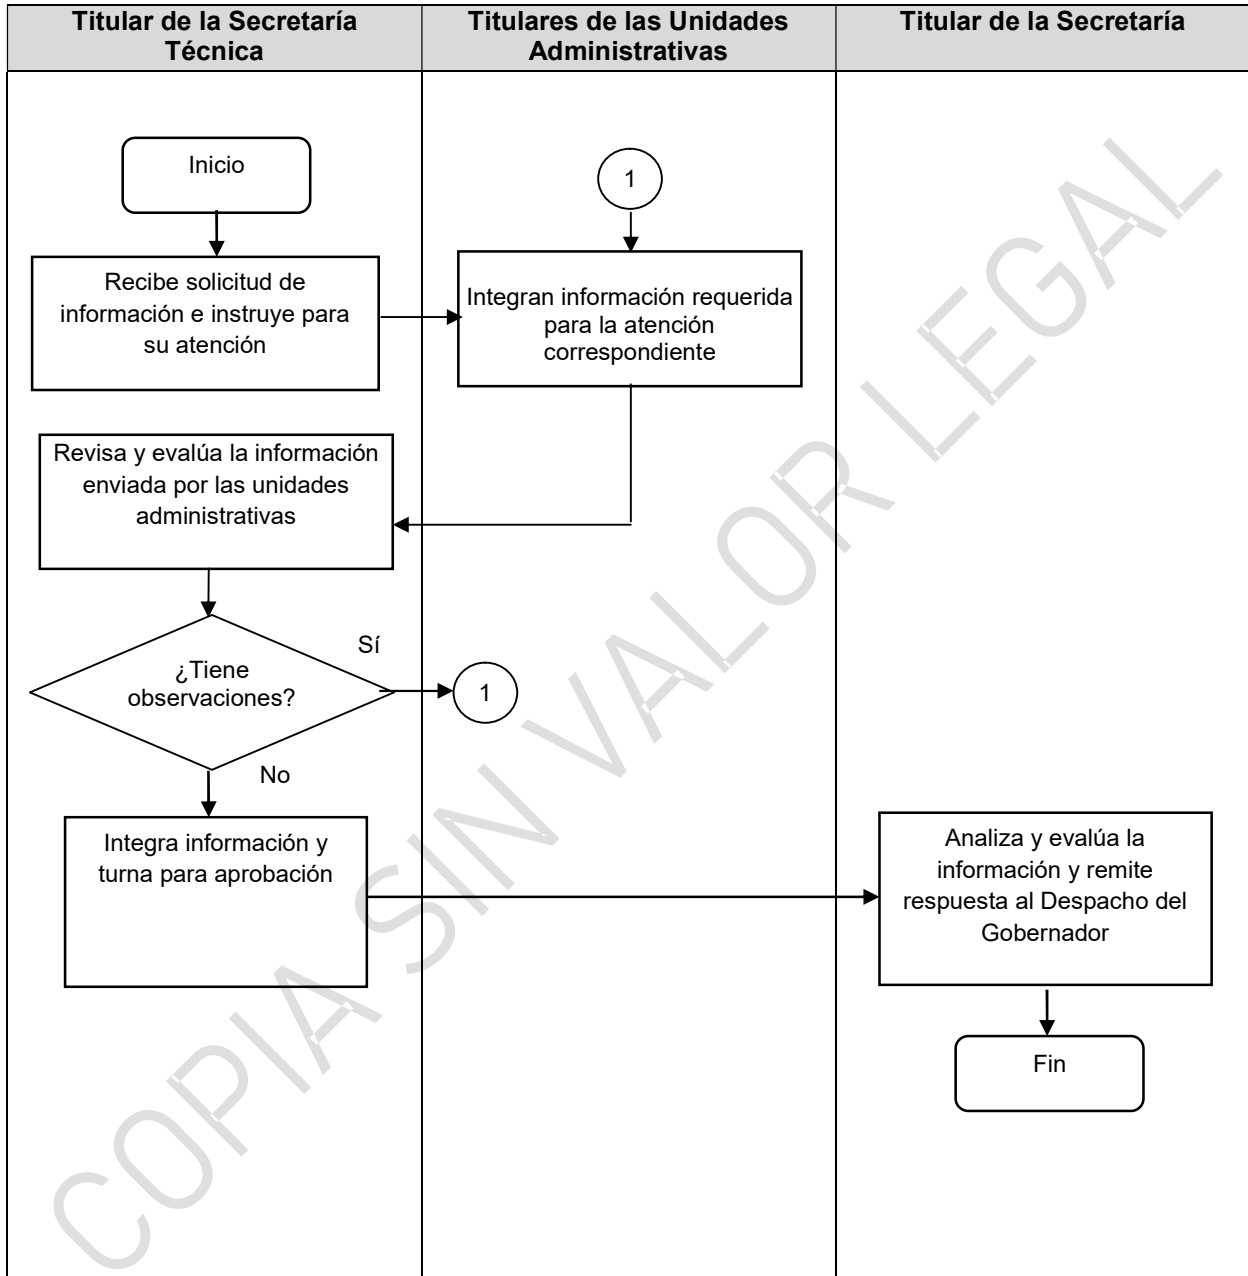 Titular de la Secretaría
Técnica
Titulares de las Unidades
Administrativas
Titular de la Secretaría
Inicio
1
Recibe solicitud de
información e instruye para
su atención
Integran información requerida
para la atención
correspondiente
Revisa y evalúa la información
enviada por las unidades
administrativas
¿Tiene
observaciones?
Sí
1
No
Integra información y
turna para aprobación
Analiza y evalúa la
información y remite
respuesta al Despacho del
Gobernador
Fin
COPIA SIN VALOR LEGAL